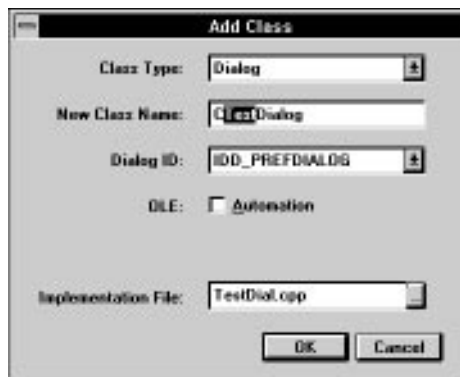 Add Class
Class Type: Dialog
New Class Name: CTestDialog
Dialog ID: IDD_PREFDIALOG
OLE: Automation
Implementation File: TestDial.cpp ...
OK Cancel